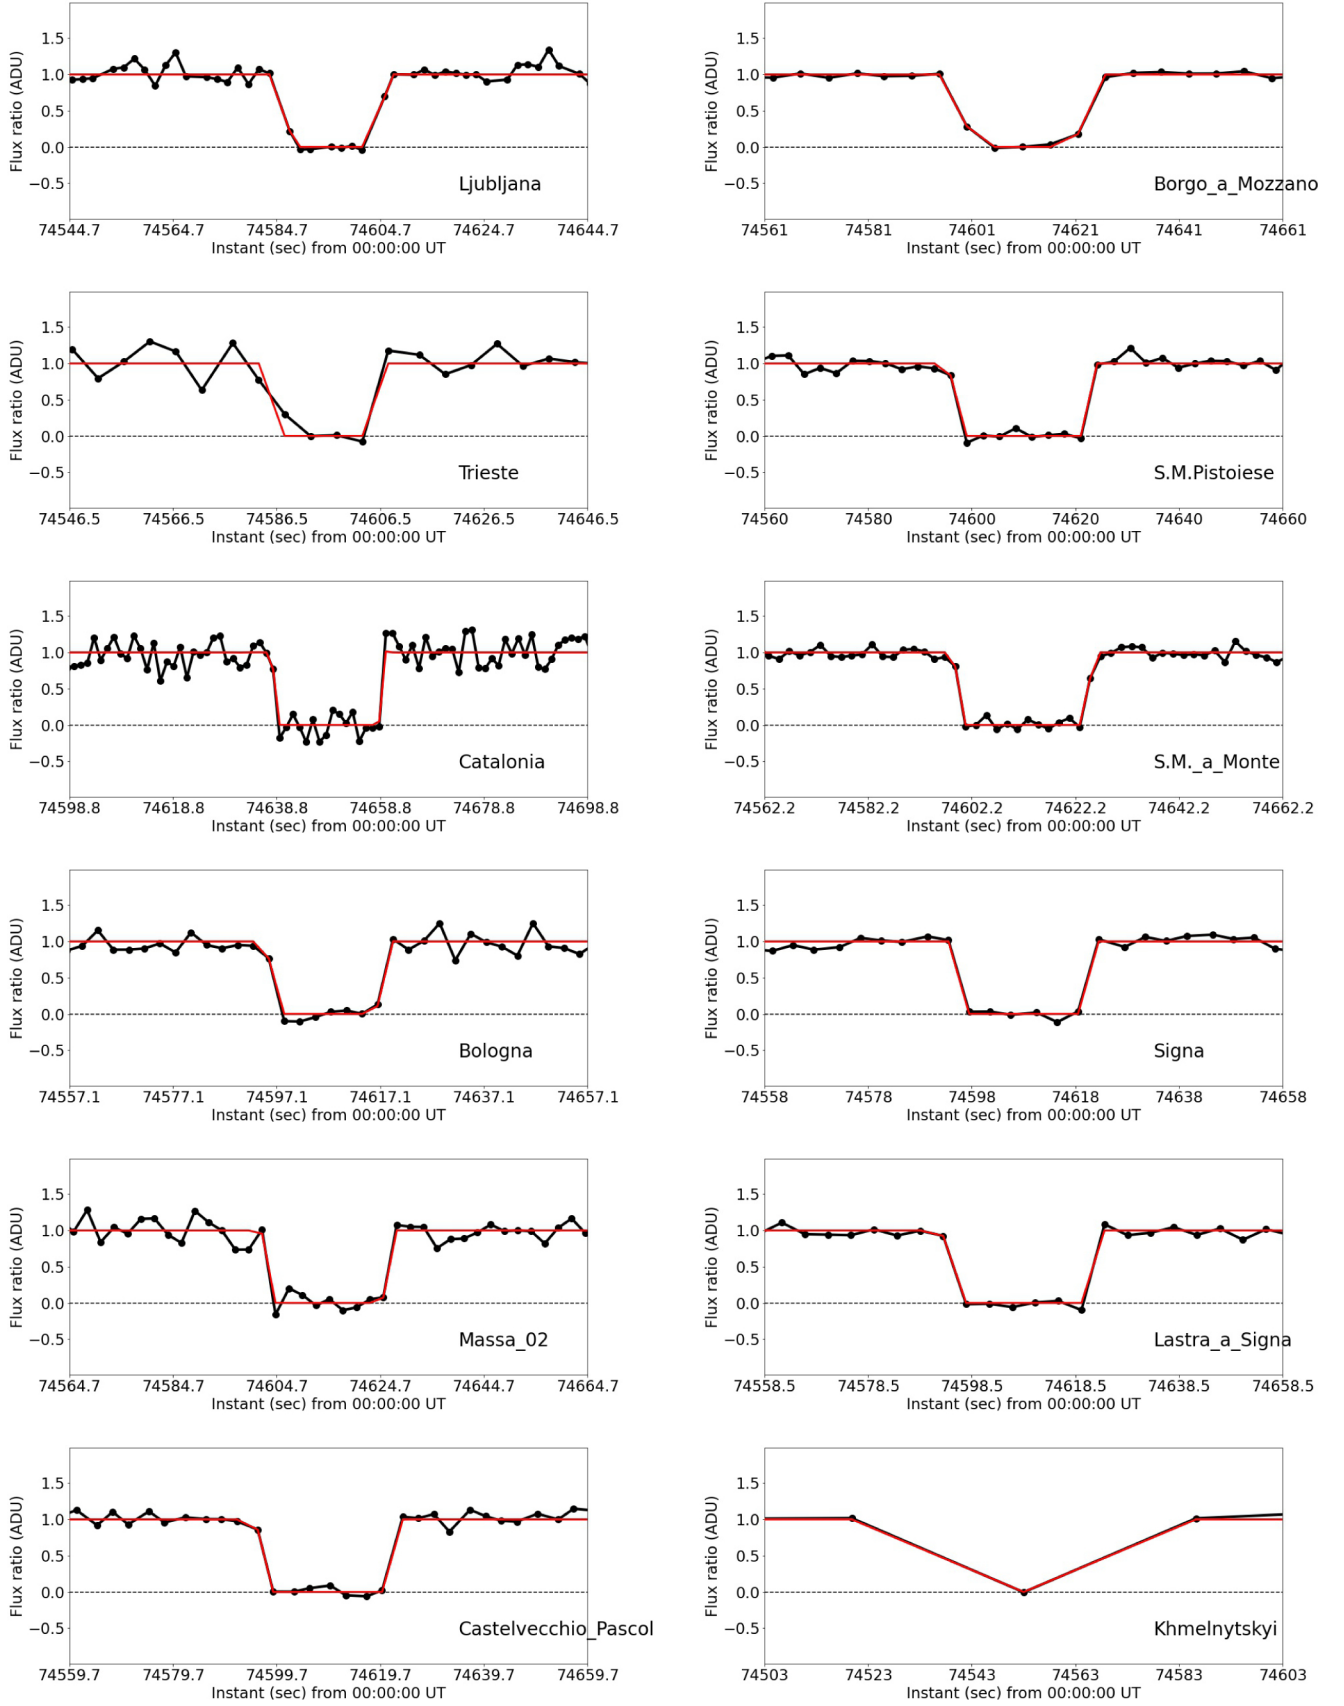 Flux ratio (ADU)
1.5
1.0
0.5
0.0
−0.5
Ljubljana
74544.7 74564.7 74584.7 74604.7 74624.7 74644.7
Instant (sec) from 00:00:00 UT
Flux ratio (ADU)
1.5
1.0
0.5
0.0
−0.5
Borgo_a_Mozzano
74561 74581 74601 74621 74641 74661
Instant (sec) from 00:00:00 UT
Flux ratio (ADU)
1.5
1.0
0.5
0.0
−0.5
Trieste
74546.5 74566.5 74586.5 74606.5 74626.5 74646.5
Instant (sec) from 00:00:00 UT
Flux ratio (ADU)
1.5
1.0
0.5
0.0
−0.5
S.M.Pistoiese
74560 74580 74600 74620 74640 74660
Instant (sec) from 00:00:00 UT
Flux ratio (ADU)
1.5
1.0
0.5
0.0
−0.5
Catalonia
74598.8 74618.8 74638.8 74658.8 74678.8 74698.8
Instant (sec) from 00:00:00 UT
Flux ratio (ADU)
1.5
1.0
0.5
0.0
−0.5
S.M._a_Monte
74562.2 74582.2 74602.2 74622.2 74642.2 74662.2
Instant (sec) from 00:00:00 UT
Flux ratio (ADU)
1.5
1.0
0.5
0.0
−0.5
Bologna
74557.1 74577.1 74597.1 74617.1 74637.1 74657.1
Instant (sec) from 00:00:00 UT
Flux ratio (ADU)
1.5
1.0
0.5
0.0
−0.5
Signa
74558 74578 74598 74618 74638 74658
Instant (sec) from 00:00:00 UT
Flux ratio (ADU)
1.5
1.0
0.5
0.0
−0.5
Massa_02
74564.7 74584.7 74604.7 74624.7 74644.7 74664.7
Instant (sec) from 00:00:00 UT
Flux ratio (ADU)
1.5
1.0
0.5
0.0
−0.5
Lastra_a_Signa
74558.5 74578.5 74598.5 74618.5 74638.5 74658.5
Instant (sec) from 00:00:00 UT
Flux ratio (ADU)
1.5
1.0
0.5
0.0
−0.5
Castelvecchio_Pascol
74559.7 74579.7 74599.7 74619.7 74639.7 74659.7
Instant (sec) from 00:00:00 UT
Flux ratio (ADU)
1.5
1.0
0.5
0.0
−0.5
Khmelnytskyi
74503 74523 74543 74563 74583 74603
Instant (sec) from 00:00:00 UT